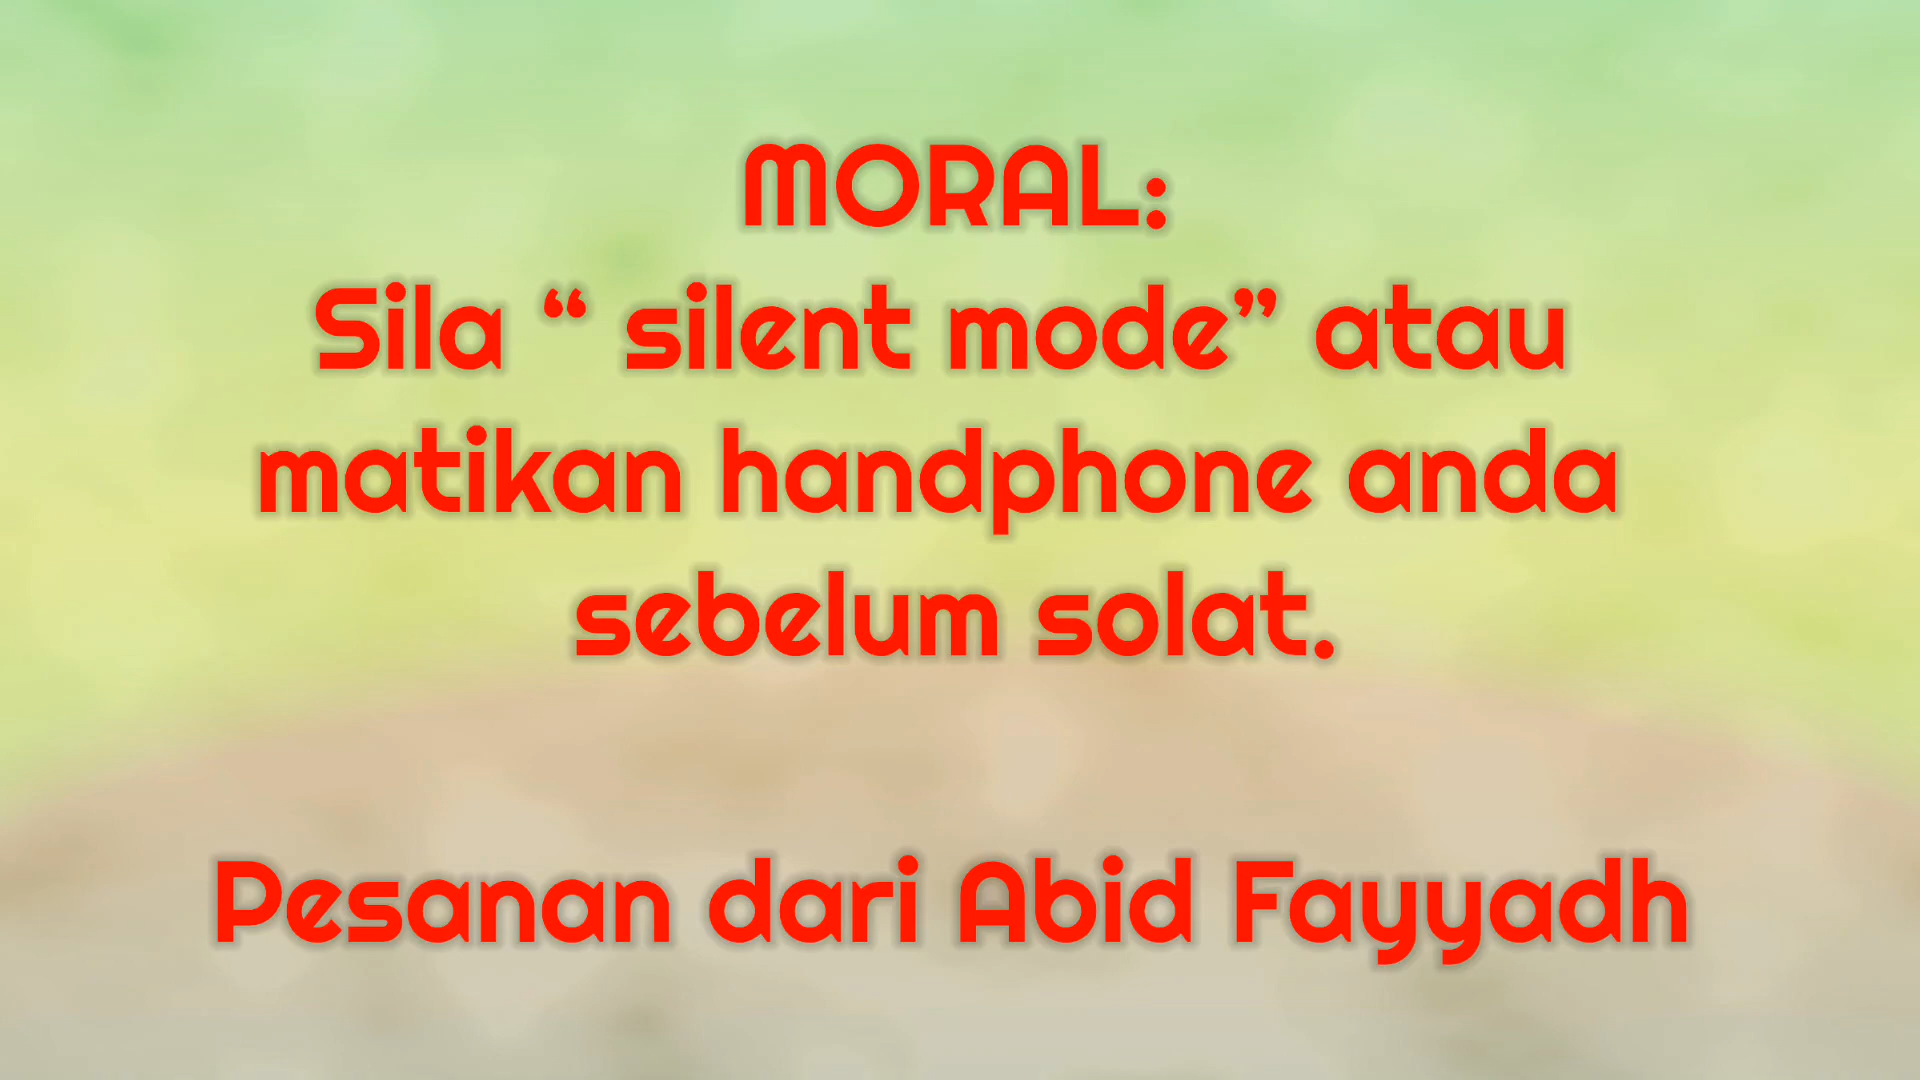 MORAL:
Sila “ silent mode” atau
matikan handphone anda
sebelum solat.
Pesanan dari Abid Fayyadh